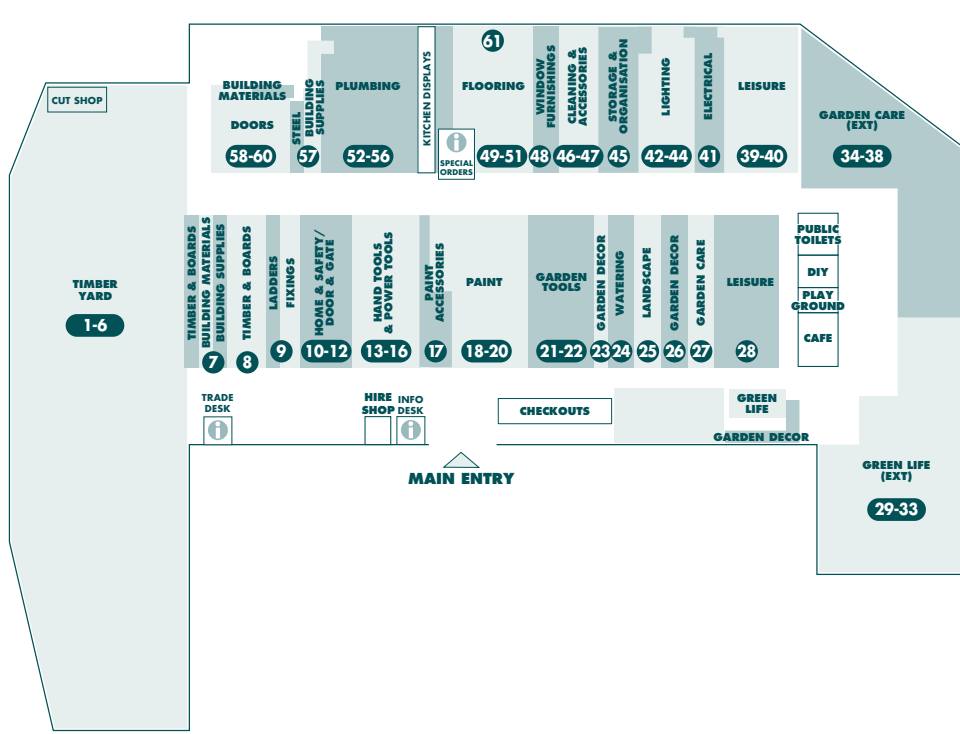 CUT SHOP
TIMBER
YARD
1-6
BUILDING
MATERIALS
DOORS
58-60
STEEL
BUILDING
SUPPLIES
57
PLUMBING
52-56
KITCHEN DISPLAYS
SPECIAL
ORDERS
61
FLOORING
49-51
WINDOW
FURNISHINGS
48
CLEANING &
ACCESSORIES
46-47
STORAGE &
ORGANISATION
45
LIGHTING
42-44
ELECTRICAL
41
LEISURE
39-40
GARDEN CARE
(EXT)
34-38
TIMBER & BOARDS
BUILDING MATERIALS
BUILDING SUPPLIES
7
TIMBER & BOARDS
8
LADDERS
FIXINGS
9
HOME & SAFETY/
DOOR & GATE
10-12
HAND TOOLS
& POWER TOOLS
13-16
PAINT
ACCESSORIES
17
PAINT
18-20
GARDEN
TOOLS
21-22
GARDEN DECOR
23
WATERING
24
LANDSCAPE
25
GARDEN DECOR
26
GARDEN CARE
27
LEISURE
28
PUBLIC
TOILETS
DIY
PLAY
GROUND
CAFE
TRADE
DESK
i
HIRE
SHOP
INFO
DESK
i
CHECKOUTS
GREEN
LIFE
GARDEN DECOR
MAIN ENTRY
GREEN LIFE
(EXT)
29-33